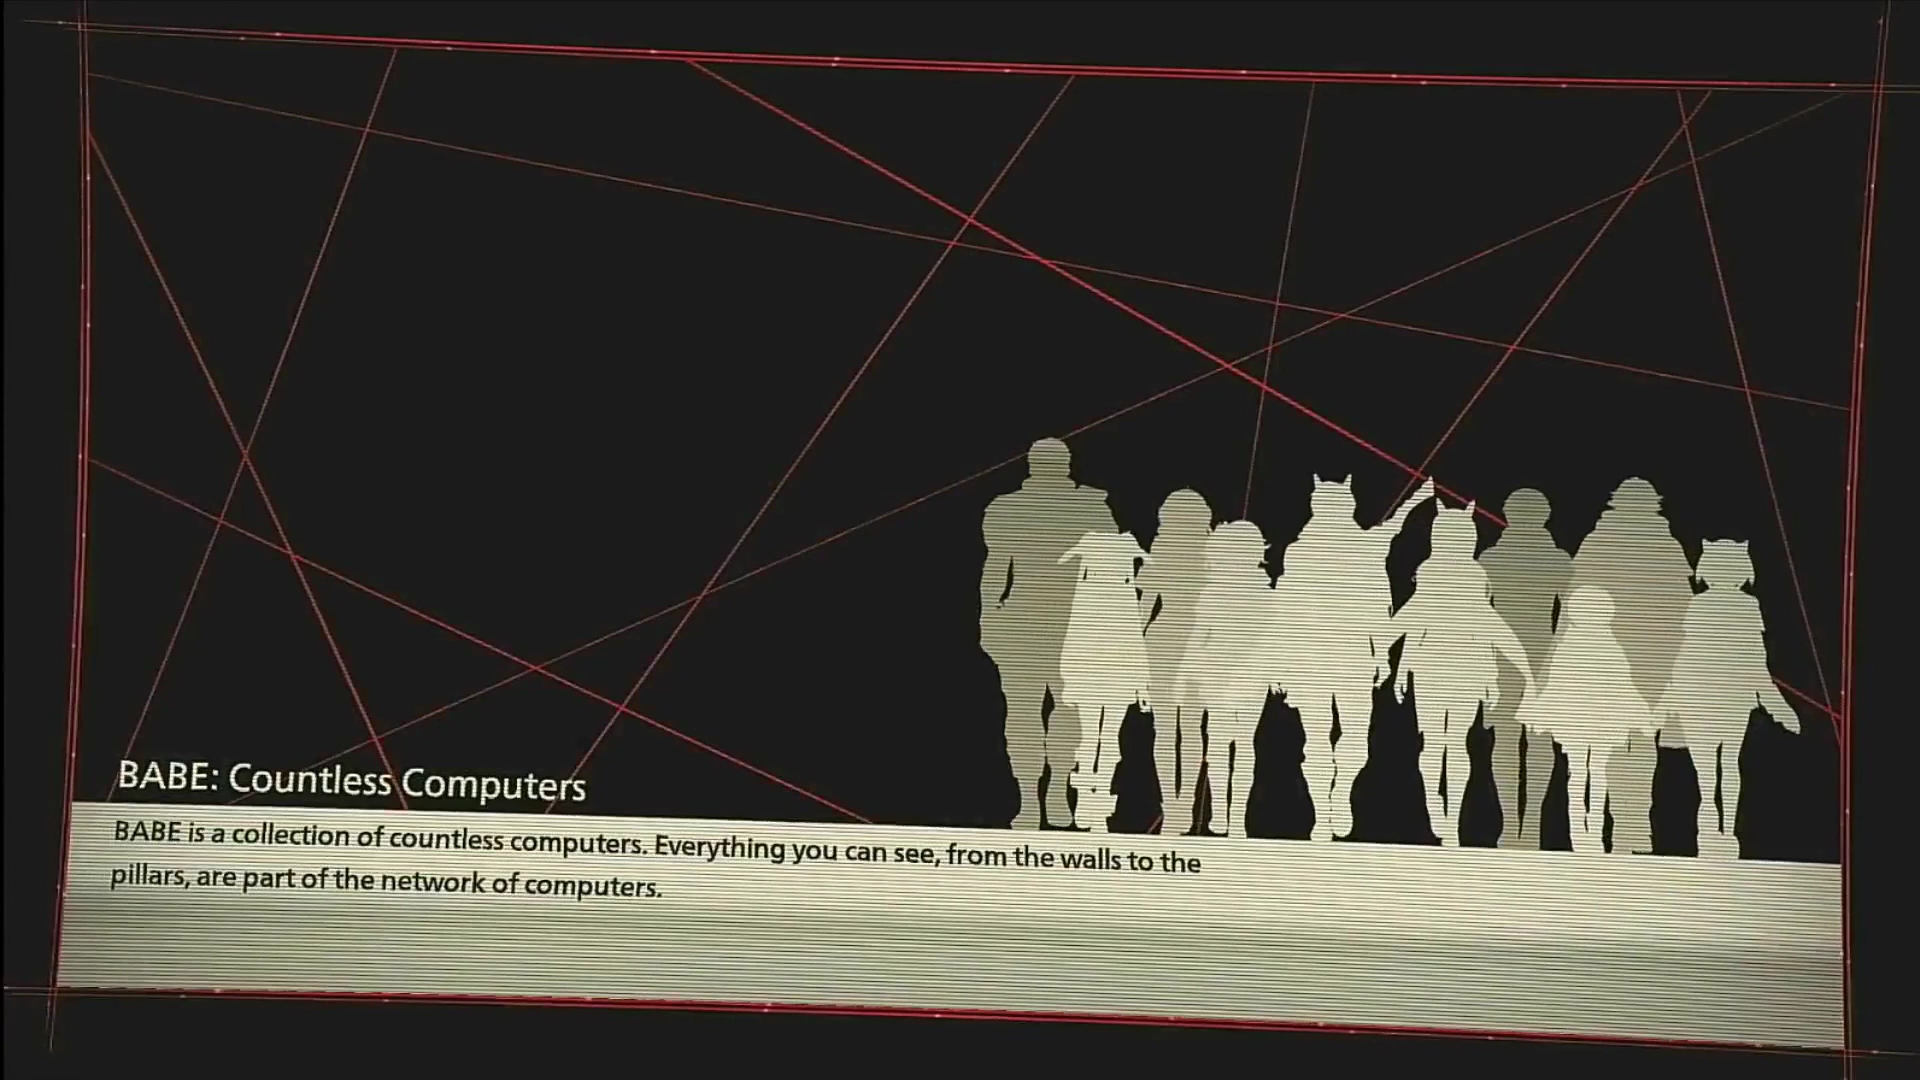 BABE: Countless Computers
BABE is a collection of countless computers. Everything you can see, from the walls to the
pillars, are part of the network of computers.